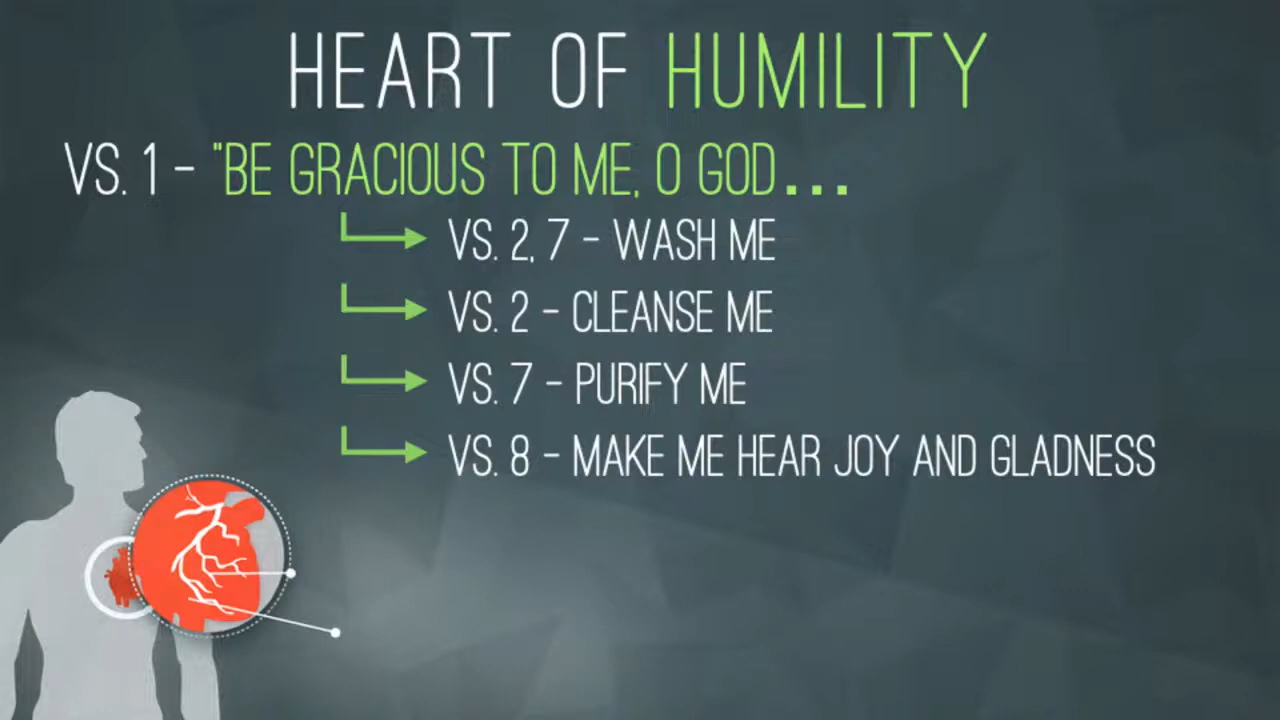 HEART OF HUMILITY
VS. 1 - "BE GRACIOUS TO ME, O GOD...
VS. 2, 7 - WASH ME
VS. 2 - CLEANSE ME
VS. 7 - PURIFY ME
VS. 8 - MAKE ME HEAR JOY AND GLADNESS